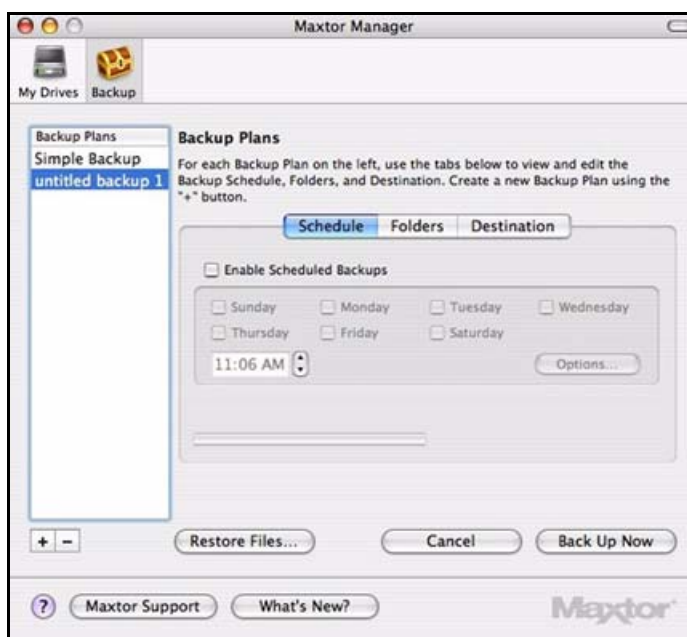 Maxtor Manager
My Drives Backup
Backup Plans
Simple Backup
untitled backup 1
Backup Plans
For each Backup Plan on the left, use the tabs below to view and edit the
Backup Schedule, Folders, and Destination. Create a new Backup Plan using the
"+" button.
Schedule Folders Destination
Enable Scheduled Backups
Sunday Monday Tuesday Wednesday
Thursday Friday Saturday
11:06 AM Options...
+ − Restore Files... Cancel Back Up Now
? Maxtor Support What's New? Maxtor